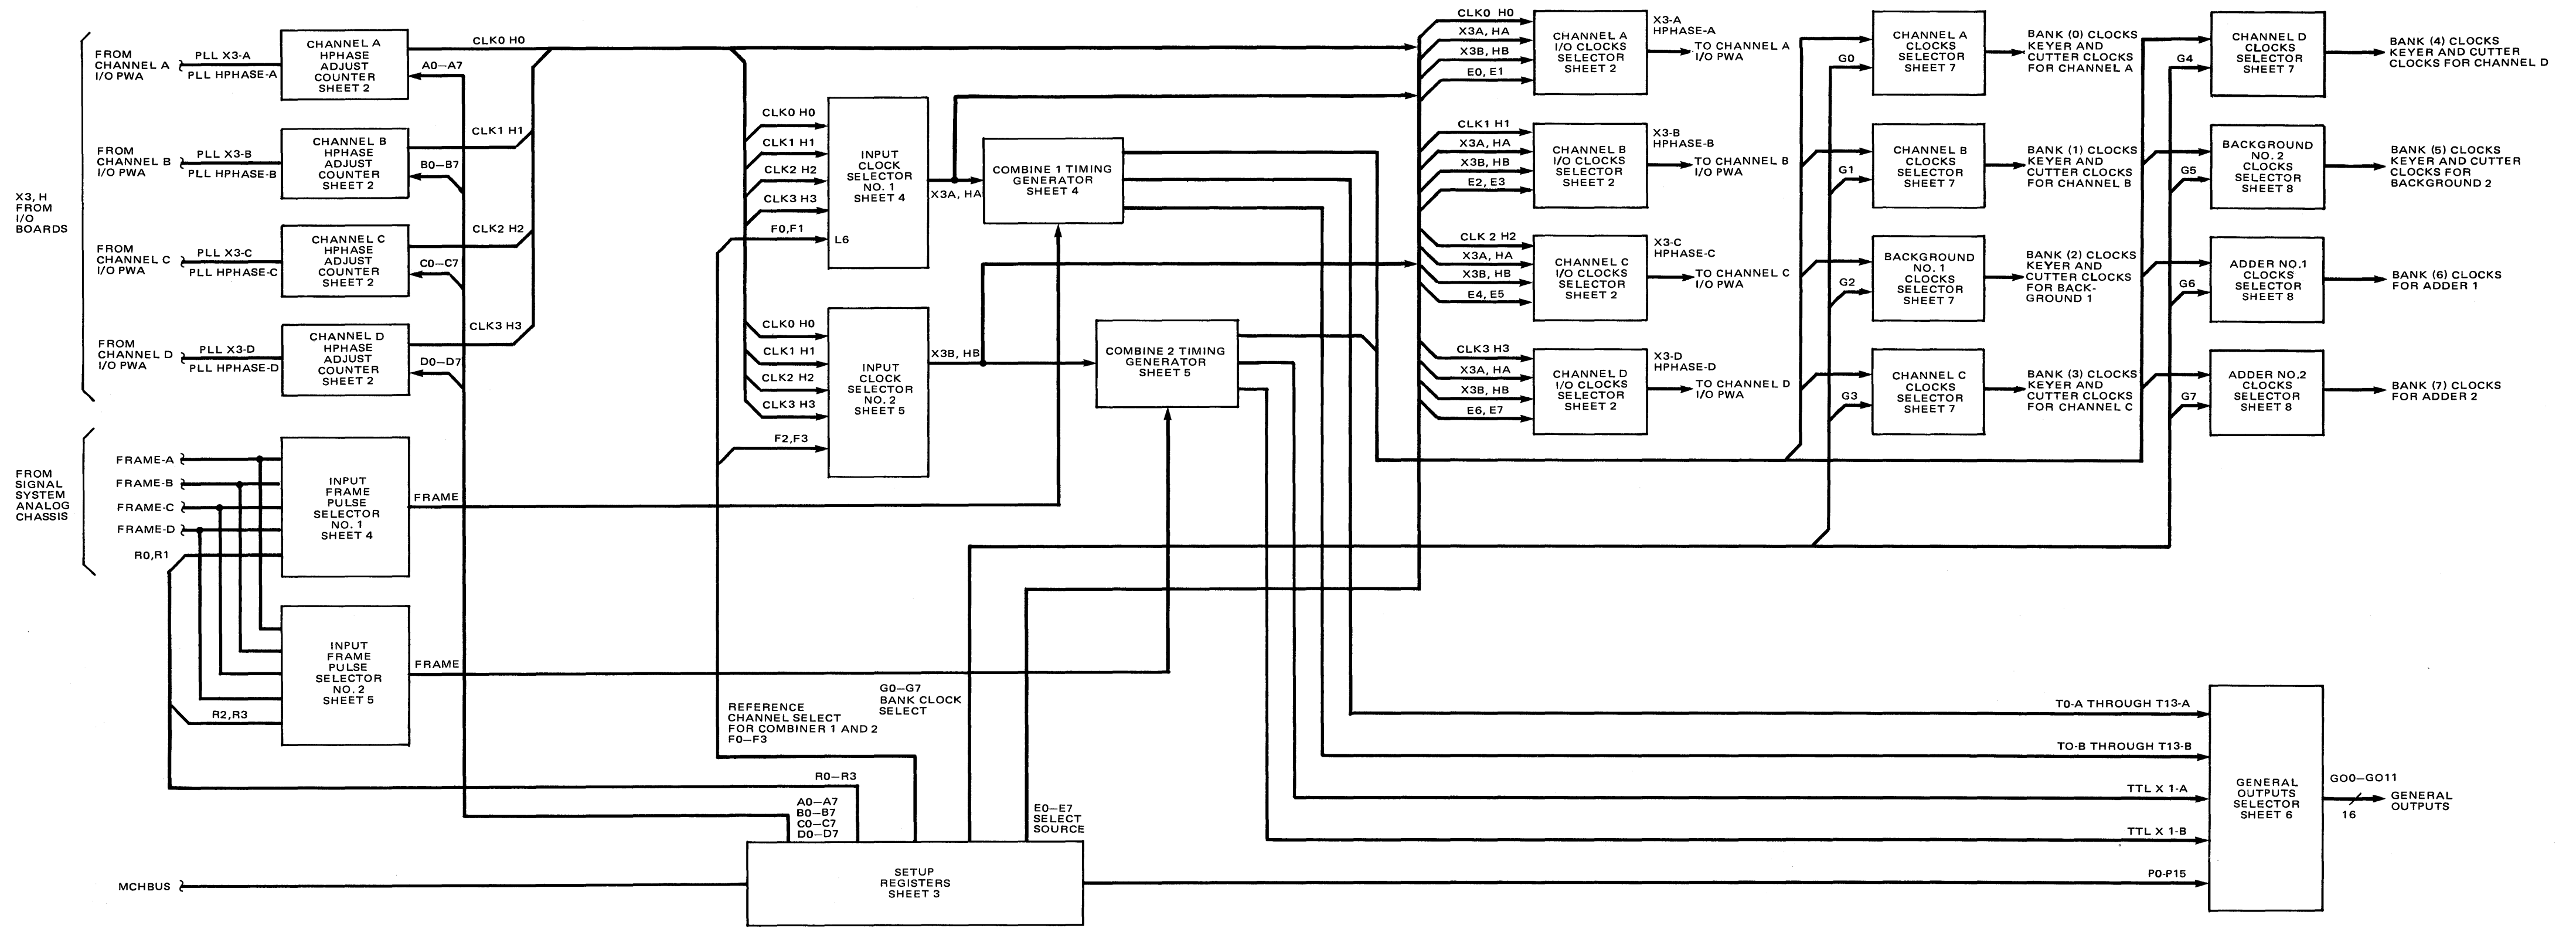 X3, H
FROM
I/O
BOARDS
FROM
CHANNEL A
I/O PWA
PLL X3-A
PLL HPHASE-A
CHANNEL A
HPHASE
ADJUST
COUNTER
SHEET 2
CLK0 H0
A0—A7
FROM
CHANNEL B
I/O PWA
PLL X3-B
PLL HPHASE-B
CHANNEL B
HPHASE
ADJUST
COUNTER
SHEET 2
CLK1 H1
B0—B7
FROM
CHANNEL C
I/O PWA
PLL X3-C
PLL HPHASE-C
CHANNEL C
HPHASE
ADJUST
COUNTER
SHEET 2
CLK2 H2
C0—C7
FROM
CHANNEL D
I/O PWA
PLL X3-D
PLL HPHASE-D
CHANNEL D
HPHASE
ADJUST
COUNTER
SHEET 2
CLK3 H3
D0—D7
FROM
SIGNAL
SYSTEM
ANALOG
CHASSIS
FRAME-A
FRAME-B
FRAME-C
FRAME-D
R0,R1
INPUT
FRAME
PULSE
SELECTOR
NO. 1
SHEET 4
FRAME
R2,R3
INPUT
FRAME
PULSE
SELECTOR
NO. 2
SHEET 5
FRAME
CLK0 H0
CLK1 H1
CLK2 H2
CLK3 H3
F0,F1
L6
INPUT
CLOCK
SELECTOR
NO. 1
SHEET 4
X3A, HA
CLK0 H0
CLK1 H1
CLK2 H2
CLK3 H3
F2,F3
INPUT
CLOCK
SELECTOR
NO. 2
SHEET 5
X3B, HB
COMBINE 1 TIMING
GENERATOR
SHEET 4
COMBINE 2 TIMING
GENERATOR
SHEET 5
REFERENCE
CHANNEL SELECT
FOR COMBINER 1 AND 2
F0—F3
G0—G7
BANK CLOCK
SELECT
R0—R3
A0—A7
B0—B7
C0—C7
D0—D7
E0—E7
SELECT
SOURCE
MCHBUS
SETUP
REGISTERS
SHEET 3
CLK0 H0
X3A, HA
X3B, HB
E0, E1
CHANNEL A
I/O CLOCKS
SELECTOR
SHEET 2
X3-A
HPHASE-A
TO CHANNEL A
I/O PWA
CLK1 H1
X3A, HA
X3B, HB
E2, E3
CHANNEL B
I/O CLOCKS
SELECTOR
SHEET 2
X3-B
HPHASE-B
TO CHANNEL B
I/O PWA
CLK 2 H2
X3A, HA
X3B, HB
E4, E5
CHANNEL C
I/O CLOCKS
SELECTOR
SHEET 2
X3-C
HPHASE-C
TO CHANNEL C
I/O PWA
CLK3 H3
X3A, HA
X3B, HB
E6, E7
CHANNEL D
I/O CLOCKS
SELECTOR
SHEET 2
X3-D
HPHASE-D
TO CHANNEL D
I/O PWA
G0
CHANNEL A
CLOCKS
SELECTOR
SHEET 7
BANK (0) CLOCKS
KEYER AND
CUTTER CLOCKS
FOR CHANNEL A
G1
CHANNEL B
CLOCKS
SELECTOR
SHEET 7
BANK (1) CLOCKS
KEYER AND
CUTTER CLOCKS
FOR CHANNEL B
G2
BACKGROUND
NO. 1
CLOCKS
SELECTOR
SHEET 7
BANK (2) CLOCKS
KEYER AND
CUTTER CLOCKS
FOR BACK-
GROUND 1
G3
CHANNEL C
CLOCKS
SELECTOR
SHEET 7
BANK (3) CLOCKS
KEYER AND
CUTTER CLOCKS
FOR CHANNEL C
G4
CHANNEL D
CLOCKS
SELECTOR
SHEET 7
BANK (4) CLOCKS
KEYER AND CUTTER
CLOCKS FOR CHANNEL D
G5
BACKGROUND
NO. 2
CLOCKS
SELECTOR
SHEET 8
BANK (5) CLOCKS
KEYER AND CUTTER
CLOCKS FOR
BACKGROUND 2
G6
ADDER NO.1
CLOCKS
SELECTOR
SHEET 8
BANK (6) CLOCKS
FOR ADDER 1
G7
ADDER NO.2
CLOCKS
SELECTOR
SHEET 8
BANK (7) CLOCKS
FOR ADDER 2
T0-A THROUGH T13-A
TO-B THROUGH T13-B
TTL X 1-A
TTL X 1-B
P0-P15
GENERAL
OUTPUTS
SELECTOR
SHEET 6
GO0—GO11
16
GENERAL
OUTPUTS